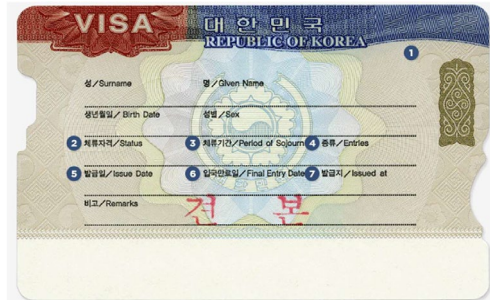 VISA 대한민국
REPUBLIC OF KOREA
1
성/Surname 명/Given Name
생년월일/Birth Date 성별/Sex
2 체류자격/Status 3 체류기간/Period of Sojourn 4 종류/Entries
5 발급일/Issue Date 6 입국만료일/Final Entry Date 7 발급지/Issued at
비고/Remarks
견 본